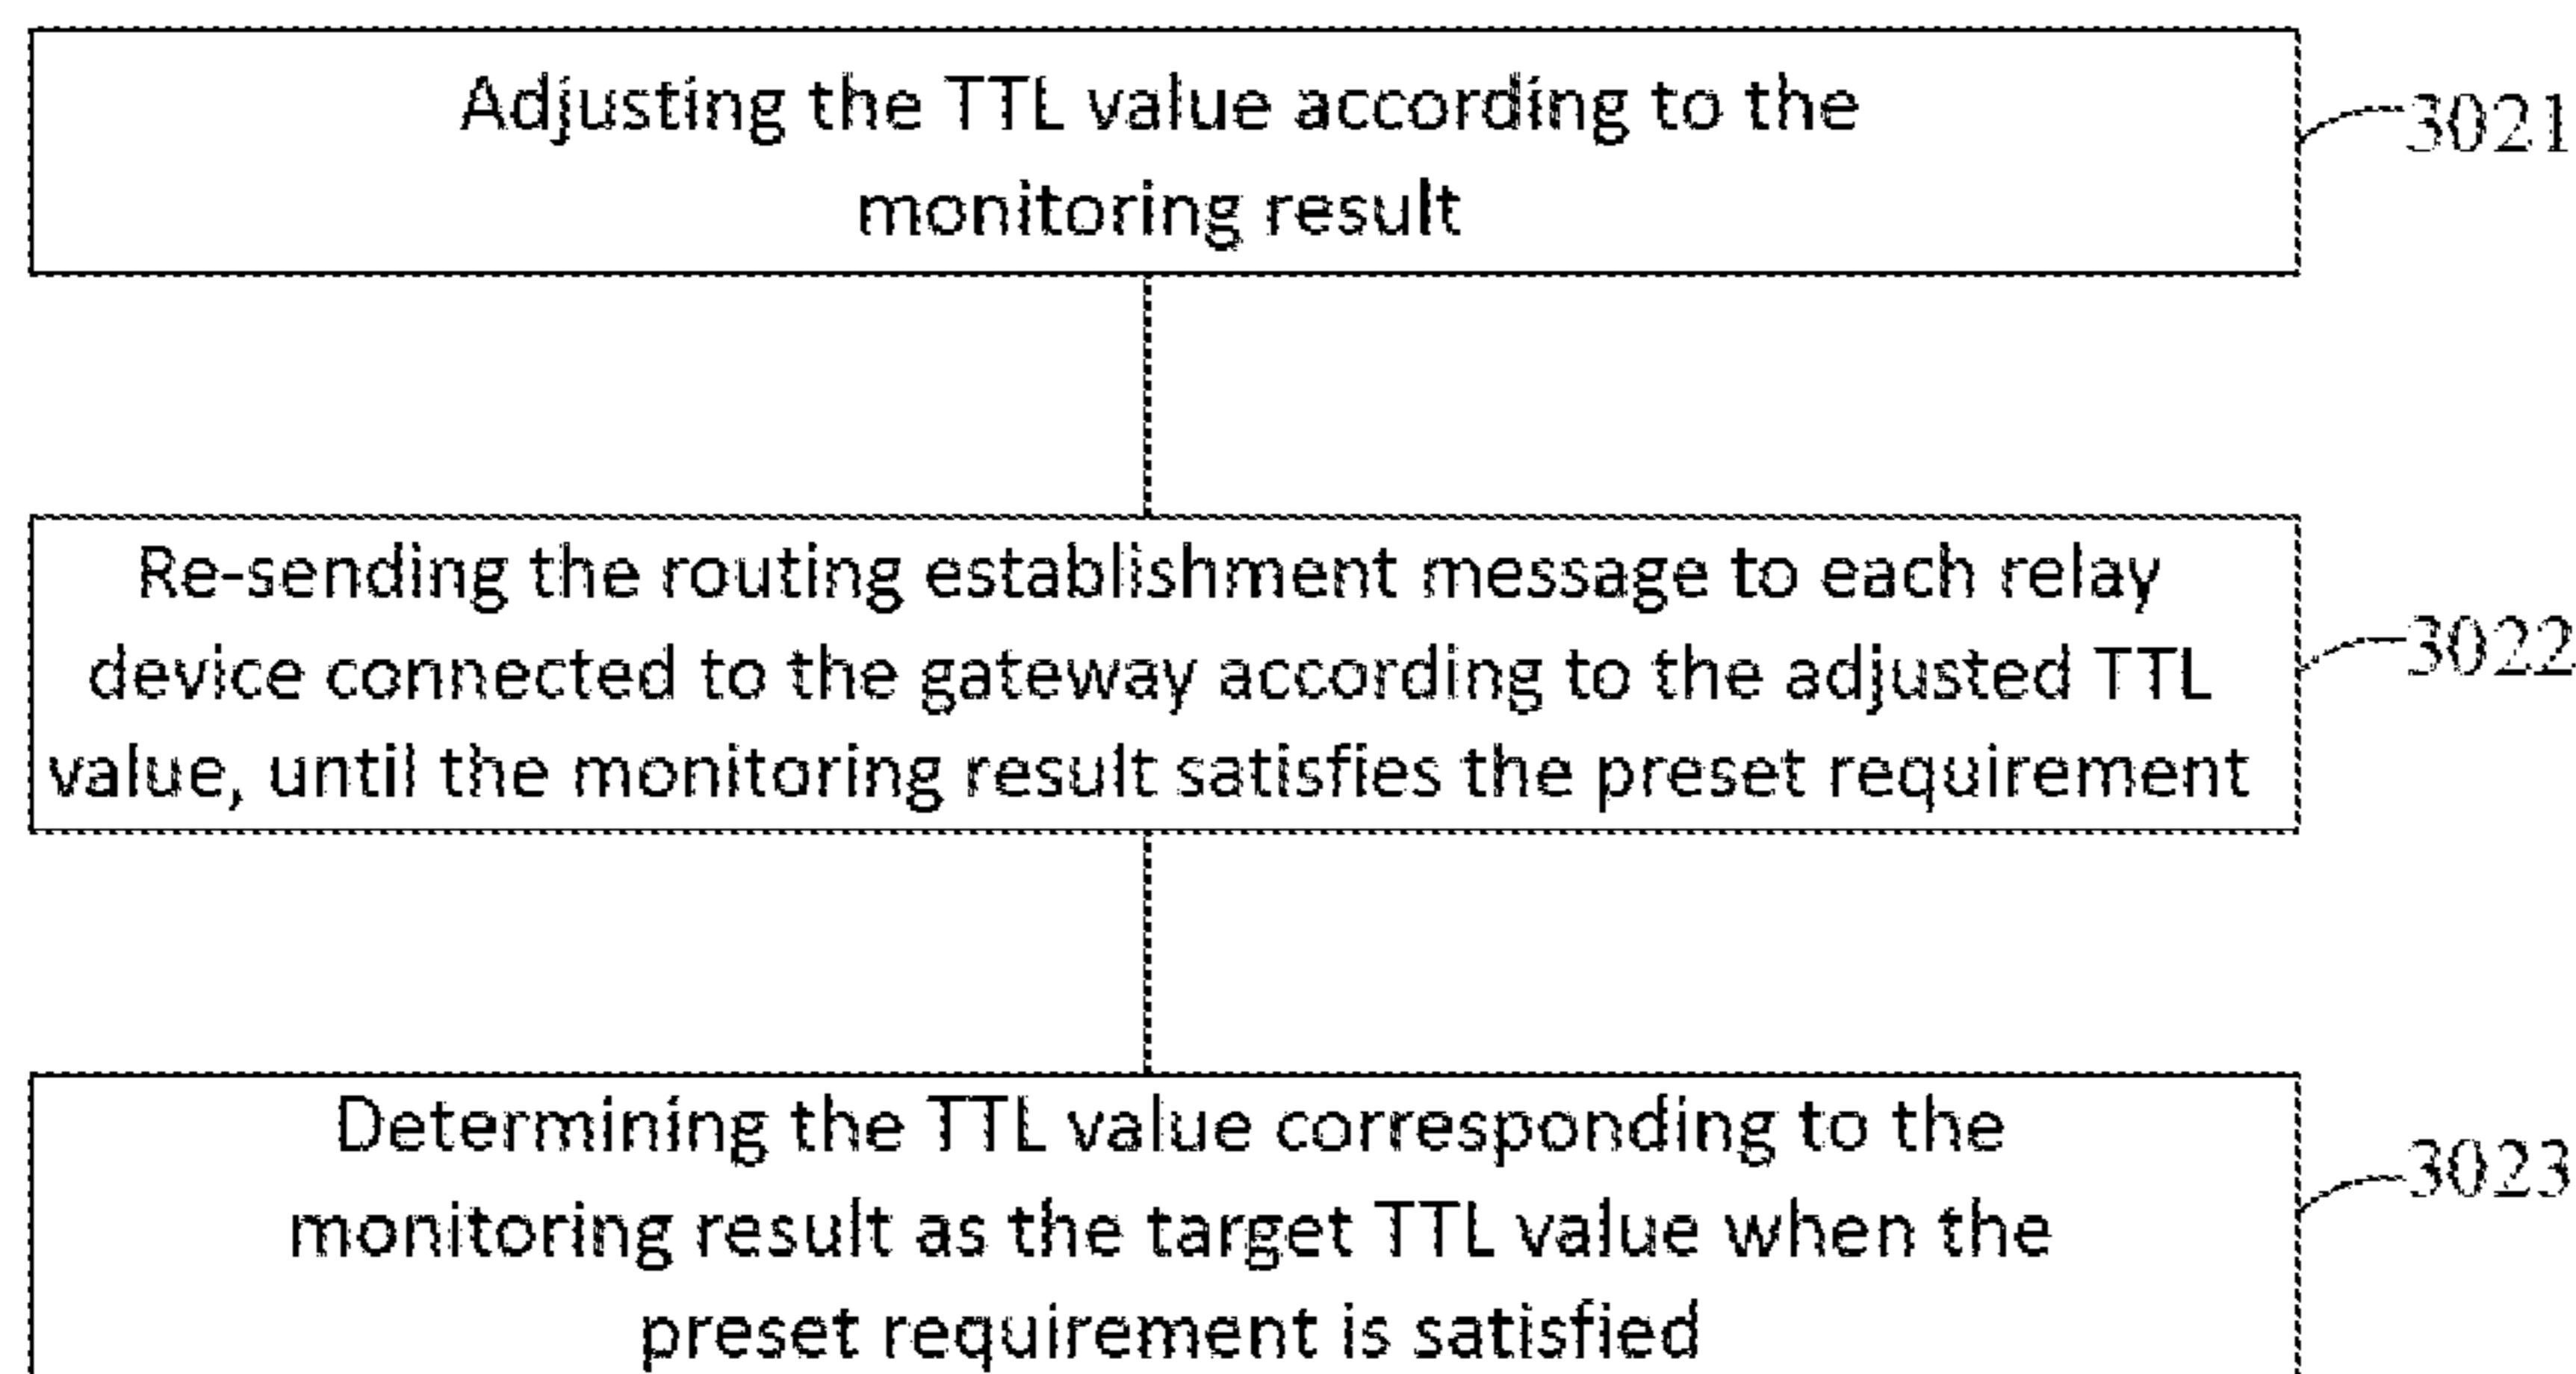 Adjusting the TTL value according to the
monitoring result
3021
Re-sending the routing establishment message to each relay
device connected to the gateway according to the adjusted TTL
value, until the monitoring result satisfies the preset requirement
3022
Determining the TTL value corresponding to the
monitoring result as the target TTL value when the
preset requirement is satisfied
3023